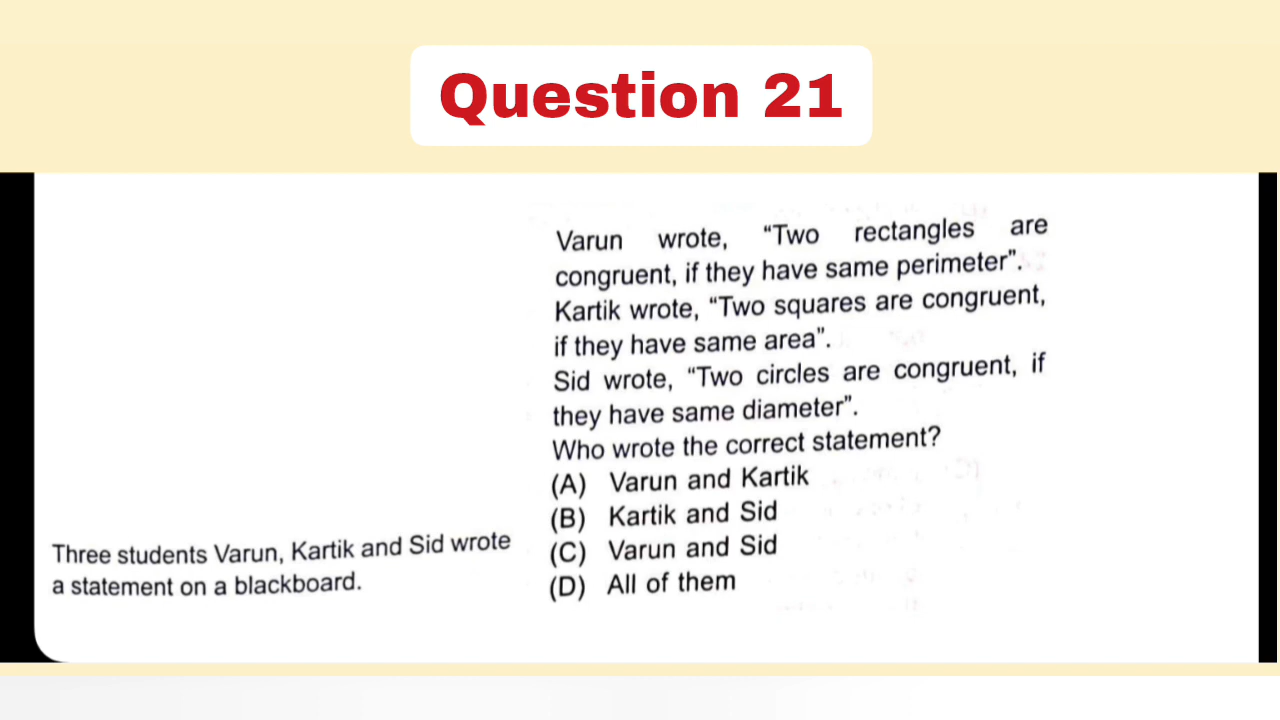 Question 21
Three students Varun, Kartik and Sid wrote
a statement on a blackboard.
Varun wrote, “Two rectangles are
congruent, if they have same perimeter”.
Kartik wrote, “Two squares are congruent,
if they have same area”.
Sid wrote, “Two circles are congruent, if
they have same diameter”.
Who wrote the correct statement?
(A) Varun and Kartik
(B) Kartik and Sid
(C) Varun and Sid
(D) All of them